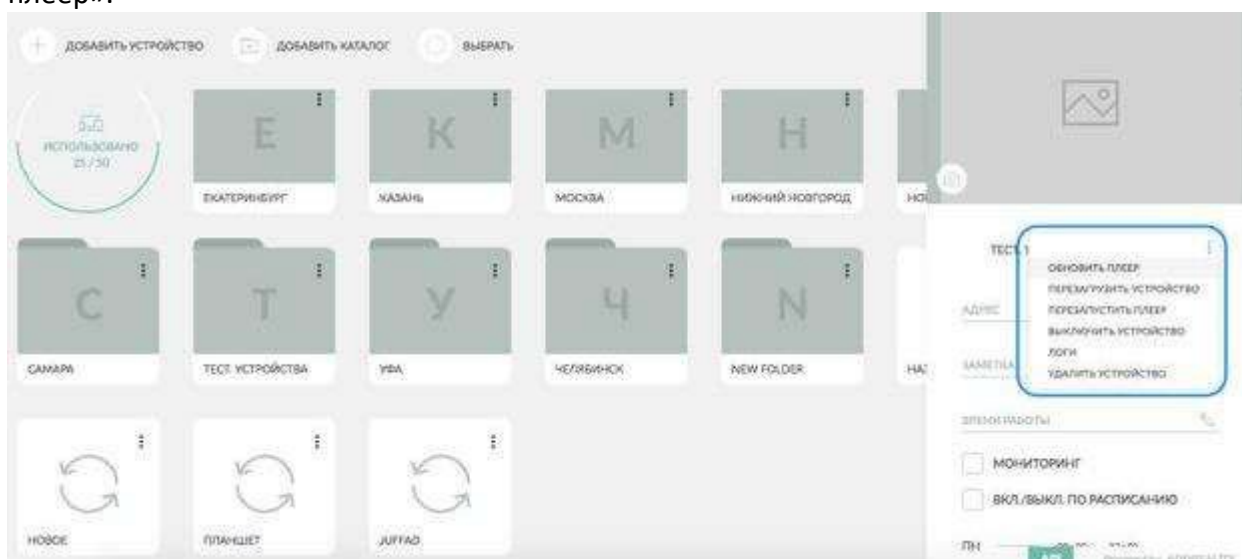 плеер».
ДОБАВИТЬ УСТРОЙСТВО ДОБАВИТЬ КАТАЛОГ ВЫБРАТЬ
ИСПОЛЬЗОВАНО
25 / 50
Е К М Н
ЕКАТЕРИНБУРГ КАЗАНЬ МОСКВА НИЖНИЙ НОВГОРОД
ТЕСТ
ОБНОВИТЬ ПЛЕЕР
ПЕРЕЗАГРУЗИТЬ УСТРОЙСТВО
АДРЕС ПЕРЕЗАПУСТИТЬ ПЛЕЕР
ВЫКЛЮЧИТЬ УСТРОЙСТВО
ЛОГИ
ЗАМЕТКА УДАЛИТЬ УСТРОЙСТВО
С Т У Ч N
САМАРА ТЕСТ. УСТРОЙСТВА УФА ЧЕЛЯБИНСК NEW FOLDER
ВРЕМЯ РАБОТЫ
МОНИТОРИНГ
ВКЛ./ВЫКЛ. ПО РАСПИСАНИЮ
НОВОЕ ПЛАНШЕТ JUFFAD
ПН